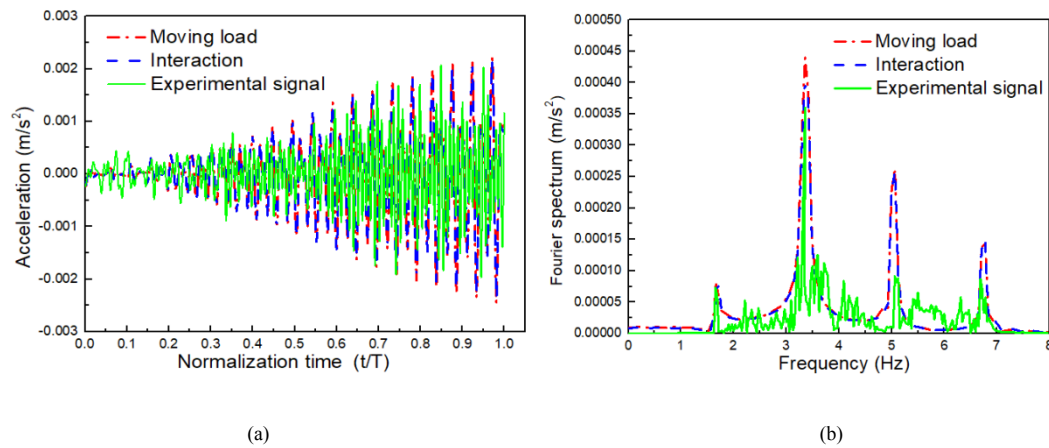 0.003
0.002
0.001
0.000
-0.001
-0.002
-0.003
Acceleration (m/s²)
Moving load
Interaction
Experimental signal
0.0 0.1 0.2 0.3 0.4 0.5 0.6 0.7 0.8 0.9 1.0
Normalization time (t/T)
(a)
0.00050
0.00045
0.00040
0.00035
0.00030
0.00025
0.00020
0.00015
0.00010
0.00005
0.00000
Fourier spectrum (m/s²)
Moving load
Interaction
Experimental signal
0 1 2 3 4 5 6 7 8
Frequency (Hz)
(b)